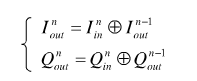 I_{out}^{n} = I_{in}^{n} ⊕ I_{out}^{n-1}
Q_{out}^{n} = Q_{in}^{n} ⊕ Q_{out}^{n-1}